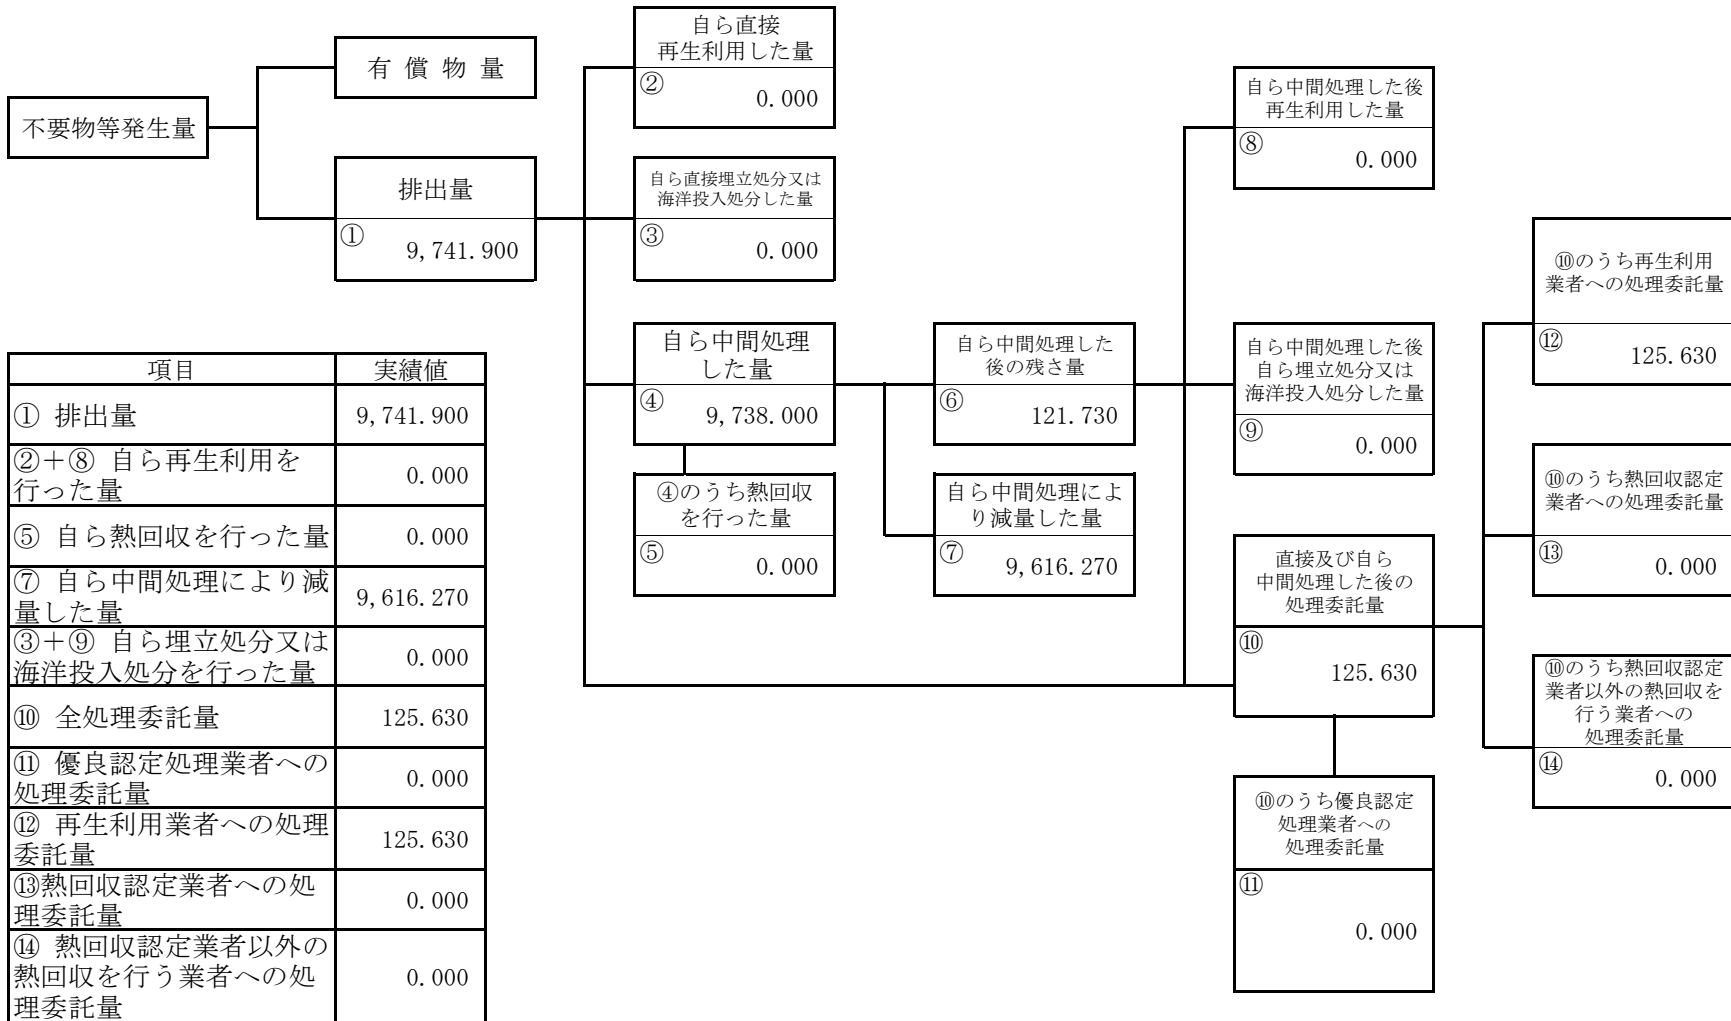 不要物等発生量
有 償 物 量
排出量
①
9,741.900
自ら直接
再生利用した量
②
0.000
自ら直接埋立処分又は
海洋投入処分した量
③
0.000
自ら中間処理
した量
④
9,738.000
④のうち熱回収
を行った量
⑤
0.000
自ら中間処理した
後の残さ量
⑥
121.730
自ら中間処理によ
り減量した量
⑦
9,616.270
自ら中間処理した後
再生利用した量
⑧
0.000
自ら中間処理した後
自ら埋立処分又は
海洋投入処分した量
⑨
0.000
直接及び自ら
中間処理した後の
処理委託量
⑩
125.630
⑩のうち優良認定
処理業者への
処理委託量
⑪
0.000
⑩のうち再生利用
業者への処理委託量
⑫
125.630
⑩のうち熱回収認定
業者への処理委託量
⑬
0.000
⑩のうち熱回収認定
業者以外の熱回収を
行う業者への
処理委託量
⑭
0.000
項目 実績値
① 排出量 9,741.900
②＋⑧ 自ら再生利用を
行った量 0.000
⑤ 自ら熱回収を行った量 0.000
⑦ 自ら中間処理により減
量した量 9,616.270
③＋⑨ 自ら埋立処分又は
海洋投入処分を行った量 0.000
⑩ 全処理委託量 125.630
⑪ 優良認定処理業者への
処理委託量 0.000
⑫ 再生利用業者への処理
委託量 125.630
⑬熱回収認定業者への処
理委託量 0.000
⑭ 熱回収認定業者以外の
熱回収を行う業者への処
理委託量 0.000